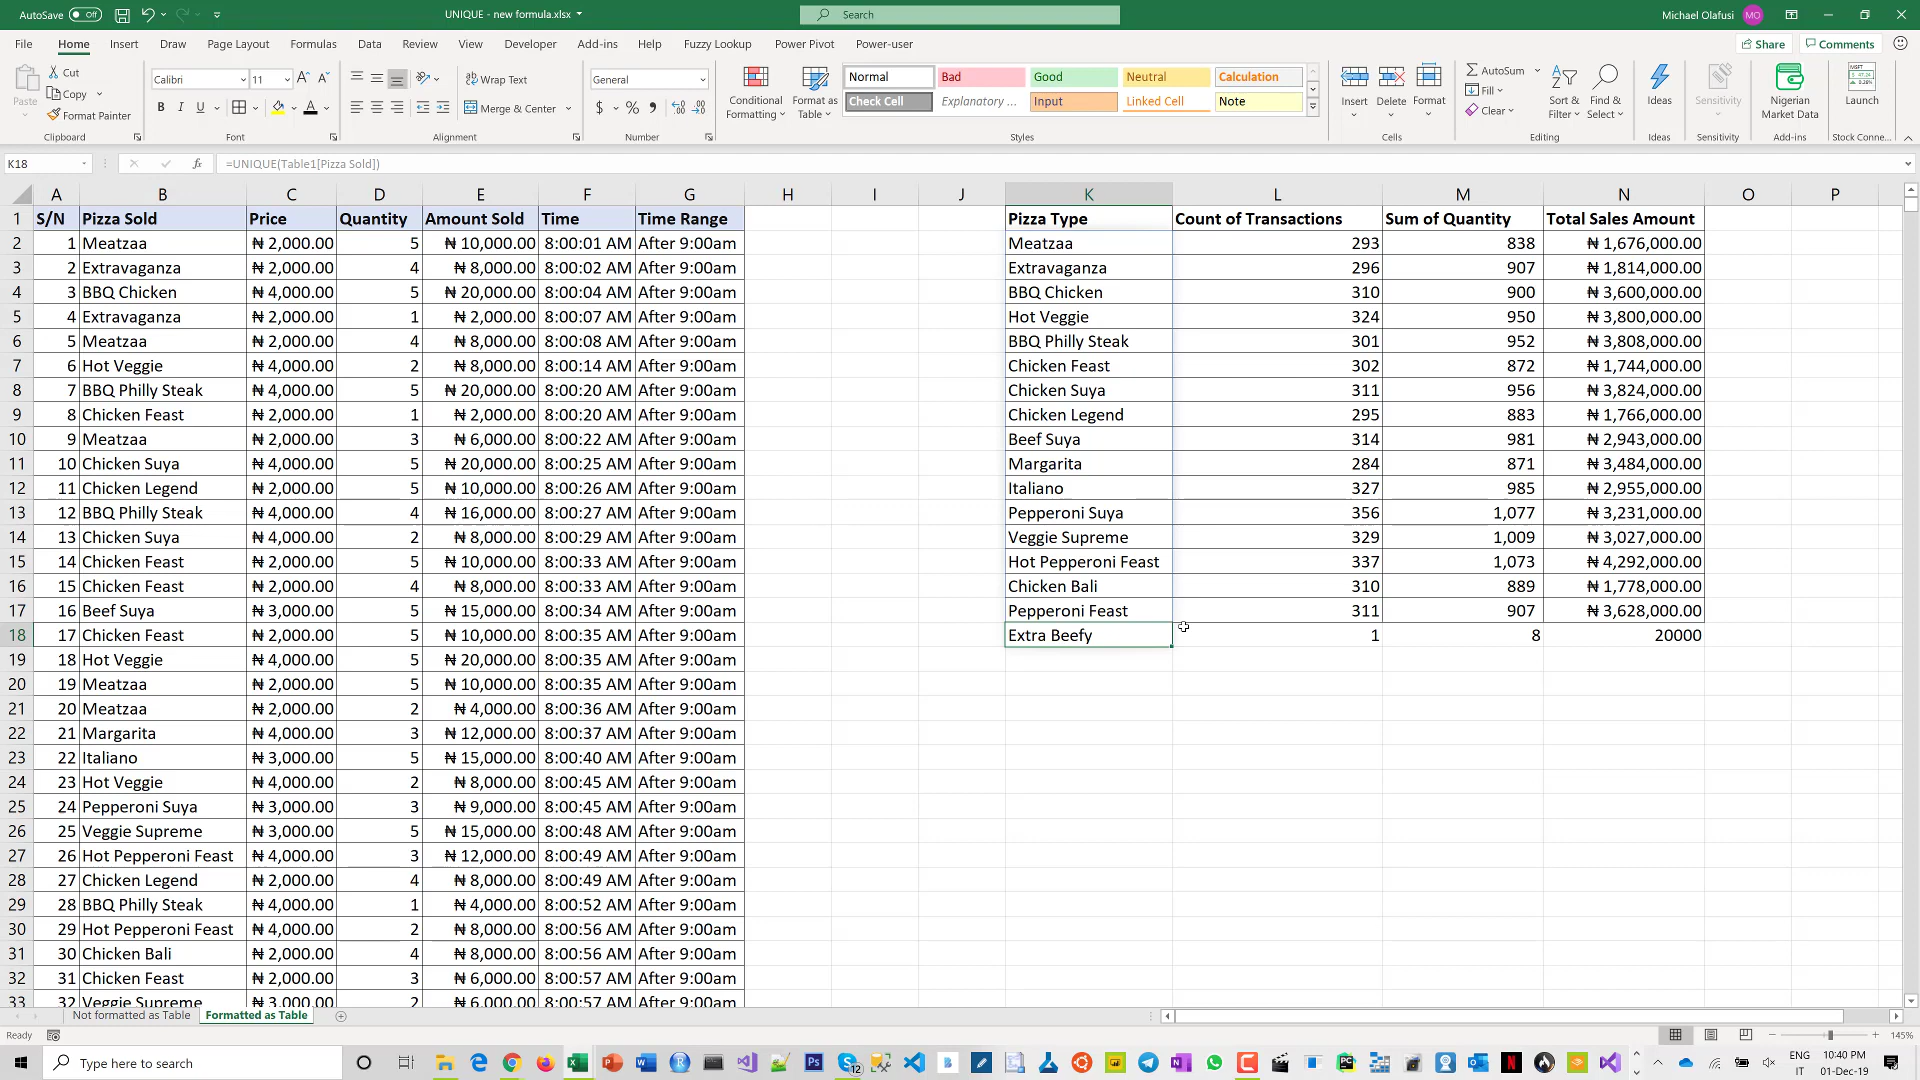 AutoSave Off UNIQUE - new formula.xlsx Search Michael Olafusi MO
File Home Insert Draw Page Layout Formulas Data Review View Developer Add-ins Help Fuzzy Lookup Power Pivot Power-user Share Comments
Paste Cut Copy Format Painter Clipboard
Calibri 11 B I U A Font
Wrap Text Merge & Center Alignment
General $ % Number
Conditional Formatting Format as Table
Normal Bad Good Neutral Calculation
Check Cell Explanatory ... Input Linked Cell Note
Styles
Insert Delete Format Cells
AutoSum Fill Clear Sort & Filter Find & Select Editing
Ideas Ideas Sensitivity Sensitivity Nigerian Market Data Add-ins Launch Stock Conne...
K18 fx =UNIQUE(Table1[Pizza Sold])
A B C D E F G H I J K L M N O P
1 S/N Pizza Sold Price Quantity Amount Sold Time Time Range Pizza Type Count of Transactions Sum of Quantity Total Sales Amount
2 1 Meatzaa ₦ 2,000.00 5 ₦ 10,000.00 8:00:01 AM After 9:00am Meatzaa 293 838 ₦ 1,676,000.00
3 2 Extravaganza ₦ 2,000.00 4 ₦ 8,000.00 8:00:02 AM After 9:00am Extravaganza 296 907 ₦ 1,814,000.00
4 3 BBQ Chicken ₦ 4,000.00 5 ₦ 20,000.00 8:00:04 AM After 9:00am BBQ Chicken 310 900 ₦ 3,600,000.00
5 4 Extravaganza ₦ 2,000.00 1 ₦ 2,000.00 8:00:07 AM After 9:00am Hot Veggie 324 950 ₦ 3,800,000.00
6 5 Meatzaa ₦ 2,000.00 4 ₦ 8,000.00 8:00:08 AM After 9:00am BBQ Philly Steak 301 952 ₦ 3,808,000.00
7 6 Hot Veggie ₦ 4,000.00 2 ₦ 8,000.00 8:00:14 AM After 9:00am Chicken Feast 302 872 ₦ 1,744,000.00
8 7 BBQ Philly Steak ₦ 4,000.00 5 ₦ 20,000.00 8:00:20 AM After 9:00am Chicken Suya 311 956 ₦ 3,824,000.00
9 8 Chicken Feast ₦ 2,000.00 1 ₦ 2,000.00 8:00:20 AM After 9:00am Chicken Legend 295 883 ₦ 1,766,000.00
10 9 Meatzaa ₦ 2,000.00 3 ₦ 6,000.00 8:00:22 AM After 9:00am Beef Suya 314 981 ₦ 2,943,000.00
11 10 Chicken Suya ₦ 4,000.00 5 ₦ 20,000.00 8:00:25 AM After 9:00am Margarita 284 871 ₦ 3,484,000.00
12 11 Chicken Legend ₦ 2,000.00 5 ₦ 10,000.00 8:00:26 AM After 9:00am Italiano 327 985 ₦ 2,955,000.00
13 12 BBQ Philly Steak ₦ 4,000.00 4 ₦ 16,000.00 8:00:27 AM After 9:00am Pepperoni Suya 356 1,077 ₦ 3,231,000.00
14 13 Chicken Suya ₦ 4,000.00 2 ₦ 8,000.00 8:00:29 AM After 9:00am Veggie Supreme 329 1,009 ₦ 3,027,000.00
15 14 Chicken Feast ₦ 2,000.00 5 ₦ 10,000.00 8:00:33 AM After 9:00am Hot Pepperoni Feast 337 1,073 ₦ 4,292,000.00
16 15 Chicken Feast ₦ 2,000.00 4 ₦ 8,000.00 8:00:33 AM After 9:00am Chicken Bali 310 889 ₦ 1,778,000.00
17 16 Beef Suya ₦ 3,000.00 5 ₦ 15,000.00 8:00:34 AM After 9:00am Pepperoni Feast 311 907 ₦ 3,628,000.00
18 17 Chicken Feast ₦ 2,000.00 5 ₦ 10,000.00 8:00:35 AM After 9:00am Extra Beefy 1 8 20000
19 18 Hot Veggie ₦ 4,000.00 5 ₦ 20,000.00 8:00:35 AM After 9:00am
20 19 Meatzaa ₦ 2,000.00 5 ₦ 10,000.00 8:00:35 AM After 9:00am
21 20 Meatzaa ₦ 2,000.00 2 ₦ 4,000.00 8:00:36 AM After 9:00am
22 21 Margarita ₦ 4,000.00 3 ₦ 12,000.00 8:00:37 AM After 9:00am
23 22 Italiano ₦ 3,000.00 5 ₦ 15,000.00 8:00:40 AM After 9:00am
24 23 Hot Veggie ₦ 4,000.00 2 ₦ 8,000.00 8:00:45 AM After 9:00am
25 24 Pepperoni Suya ₦ 3,000.00 3 ₦ 9,000.00 8:00:45 AM After 9:00am
26 25 Veggie Supreme ₦ 3,000.00 5 ₦ 15,000.00 8:00:48 AM After 9:00am
27 26 Hot Pepperoni Feast ₦ 4,000.00 3 ₦ 12,000.00 8:00:49 AM After 9:00am
28 27 Chicken Legend ₦ 2,000.00 4 ₦ 8,000.00 8:00:49 AM After 9:00am
29 28 BBQ Philly Steak ₦ 4,000.00 1 ₦ 4,000.00 8:00:52 AM After 9:00am
30 29 Hot Pepperoni Feast ₦ 4,000.00 2 ₦ 8,000.00 8:00:56 AM After 9:00am
31 30 Chicken Bali ₦ 2,000.00 4 ₦ 8,000.00 8:00:56 AM After 9:00am
32 31 Chicken Feast ₦ 2,000.00 3 ₦ 6,000.00 8:00:57 AM After 9:00am
33 32 Veggie Supreme ₦ 3,000.00 2 ₦ 6,000.00 8:00:57 AM After 9:00am
Not formatted as Table Formatted as Table
Ready 145%
Type here to search 12 ENG IT 10:40 PM 01-Dec-19